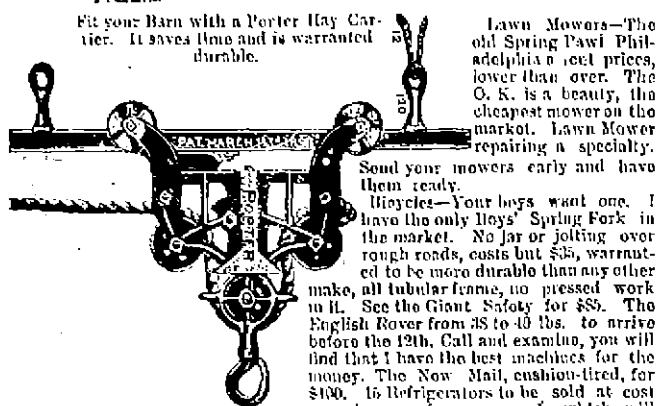 Fit your Barn with a Porter Hay Car-
rier. It saves time and is warranted
durable.
PAT. MARCH
Lawn Mowers—The
old Spring Pawl Phil-
adelphia at cut prices,
lower than ever. The
O. K. is a beauty, the
cheapest mower on the
market. Lawn Mower
repairing a specialty.
Send your mowers early and have
them ready.
Bicycles—Your boys want one. I
have the only Boys' Spring Fork in
the market. No jar or jolting over
rough roads, costs but $35, warrant-
ed to be more durable than any other
make, all tubular frame, no pressed work
in it. See the Giant Safety for $85. The
English Rover from 38 to 40 lbs. to arrive
before the 12th. Call and examine, you will
find that I have the best machines for the
money. The New Mail, cushion-tired, for
$100. 15 Refrigerators to be sold at cost
which will